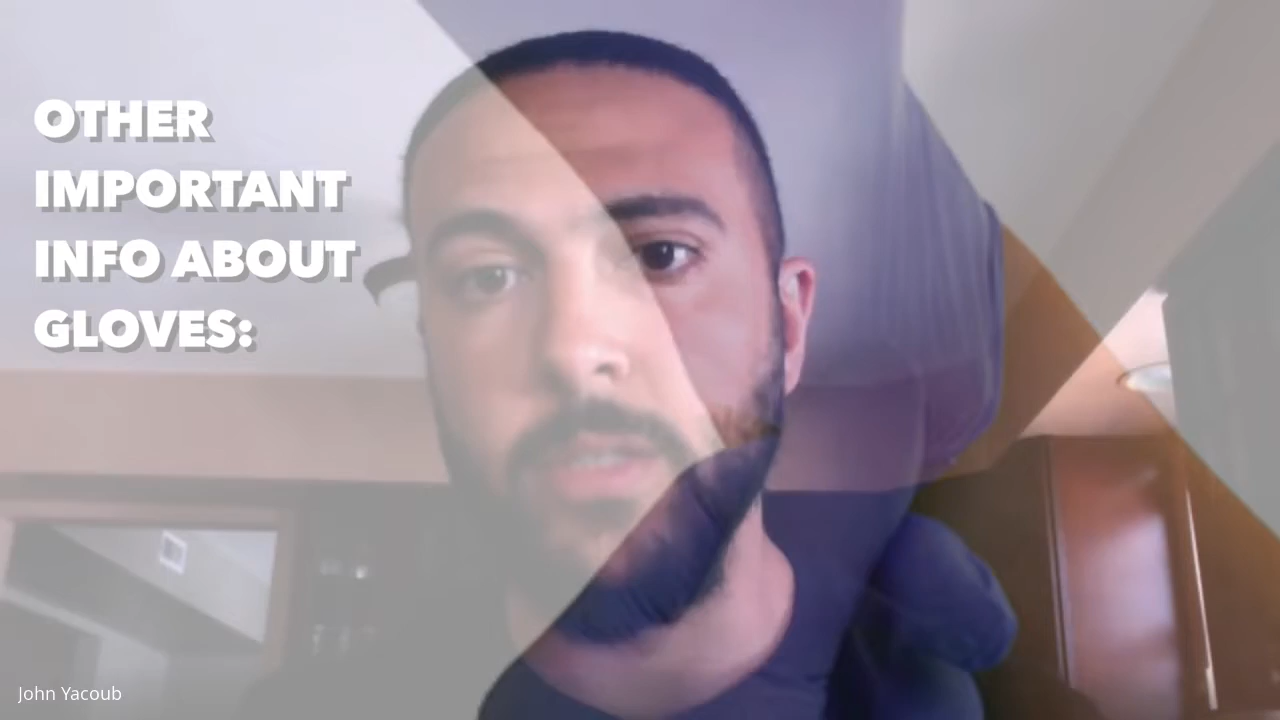 OTHER
IMPORTANT
INFO ABOUT
GLOVES:
John Yacoub